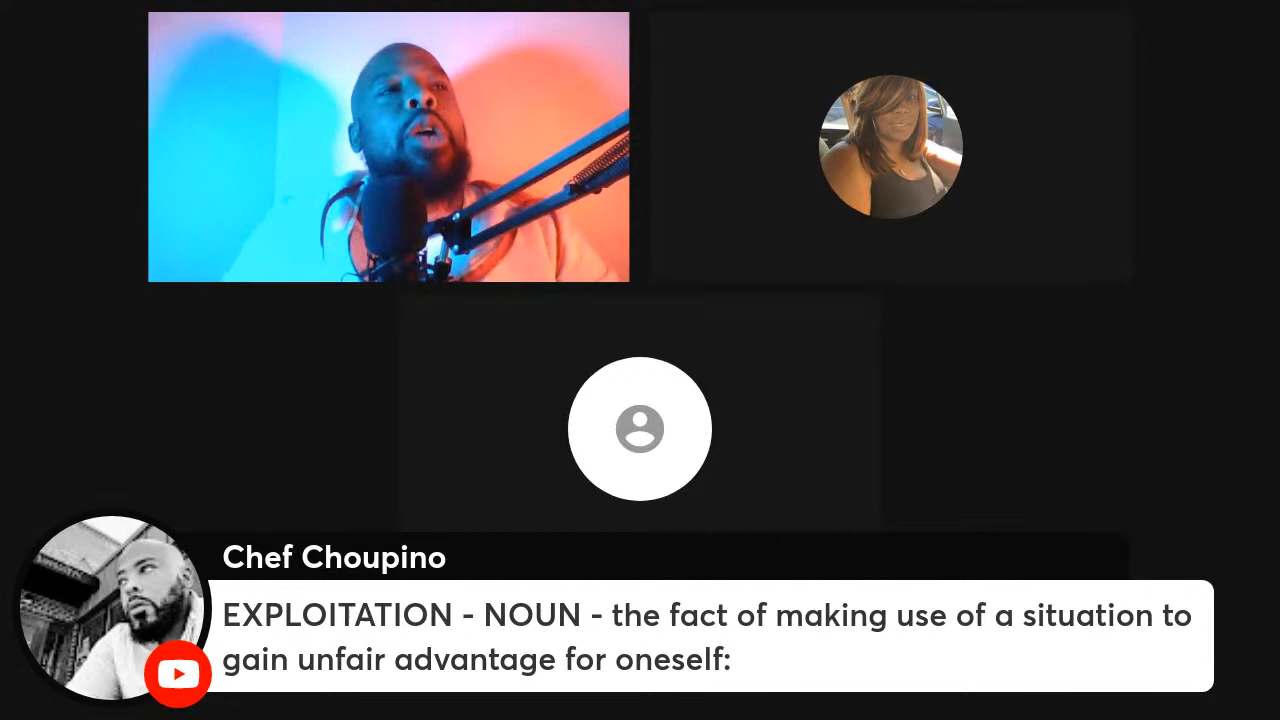 Chef Choupino
EXPLOITATION - NOUN - the fact of making use of a situation to
gain unfair advantage for oneself: